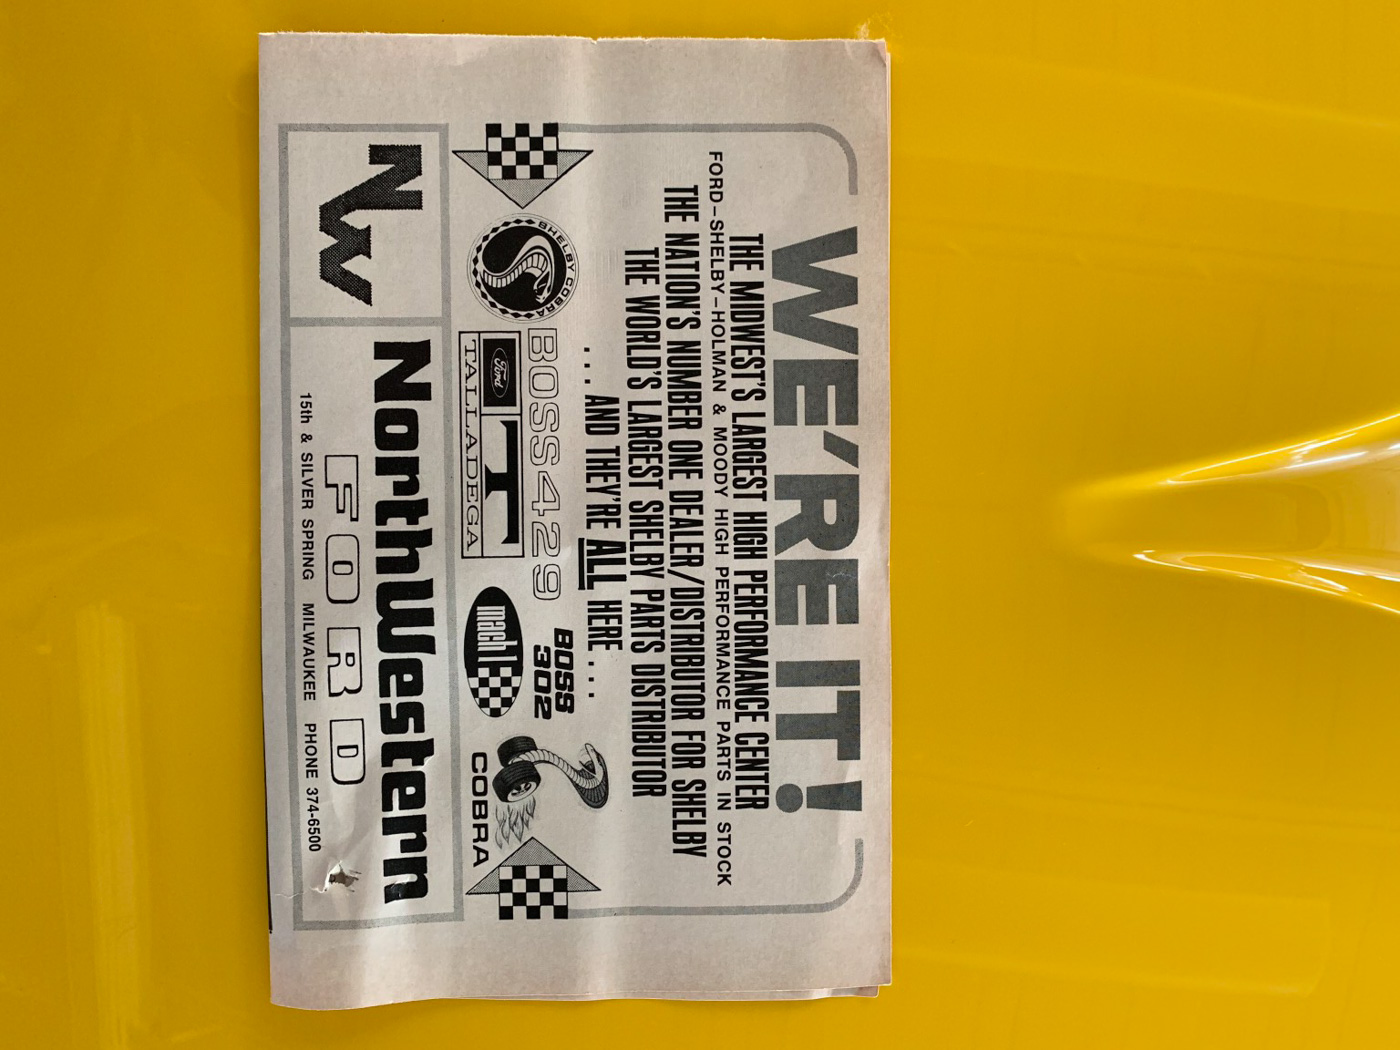 WE'RE IT!
THE MIDWEST'S LARGEST HIGH PERFORMANCE CENTER
FORD-SHELBY-HOLMAN & MOODY HIGH PERFORMANCE PARTS IN STOCK
THE NATION'S NUMBER ONE DEALER/DISTRIBUTOR FOR SHELBY
THE WORLD'S LARGEST SHELBY PARTS DISTRIBUTOR
...AND THEY'RE ALL HERE...
SHELBY COBRA
BOSS 429
Ford
T
TALLADEGA
BOSS
302
mach 1
COBRA
NW
NorthWestern
FORD
15th & SILVER SPRING MILWAUKEE PHONE 374-6500